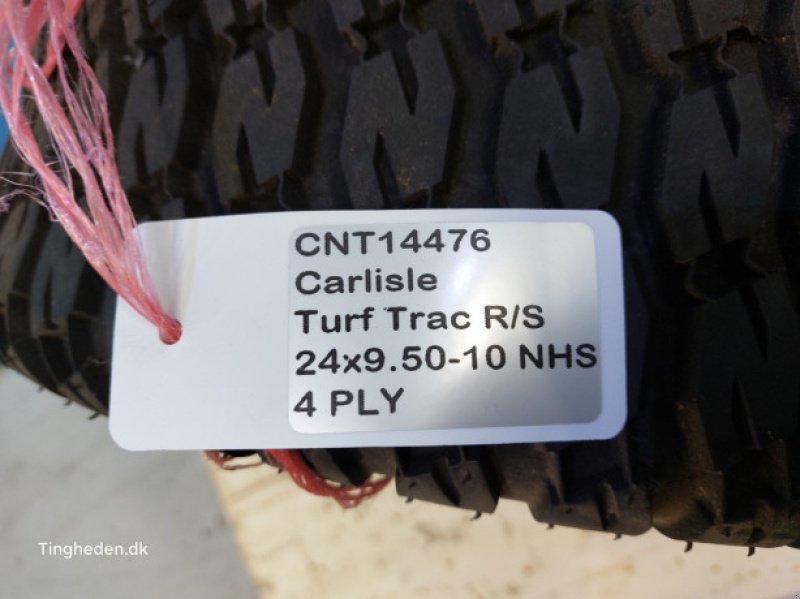 CNT14476
Carlisle
Turf Trac R/S
24x9.50-10 NHS
4 PLY
Tingheden.dk